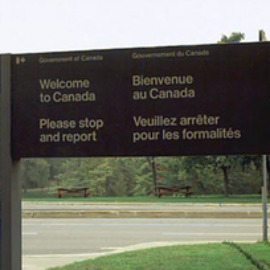 Government of Canada
Gouvernement du Canada
Welcome
to Canada
Please stop
and report
Bienvenue
au Canada
Veuillez arrêter
pour les formalités